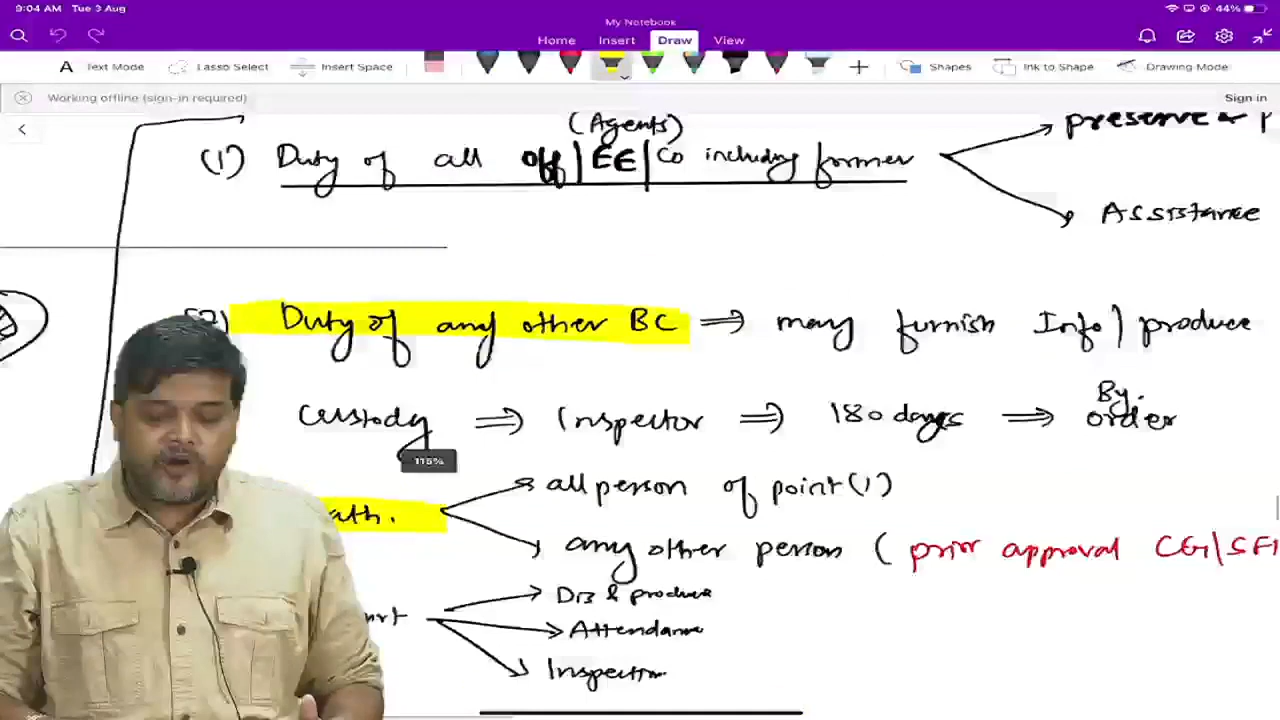 9:04 AM Tue 3 Aug
44%
My Notebook
Home Insert Draw View
Text Mode Lasso Select Insert Space + Shapes Ink to Shape Drawing Mode
Working offline (sign-in required) Sign in
(Agents)
(1) Duty of all off | EE | Co including former
preserve &
Assistance
Duty of any other BC ⇒ may furnish Info | produce
Custody ⇒ Inspector ⇒ 180 days ⇒ By order
115%
ath.
all person of point (1)
any other person ( prior approval CG | SFI
Dis & produce
Attendance
Inspection